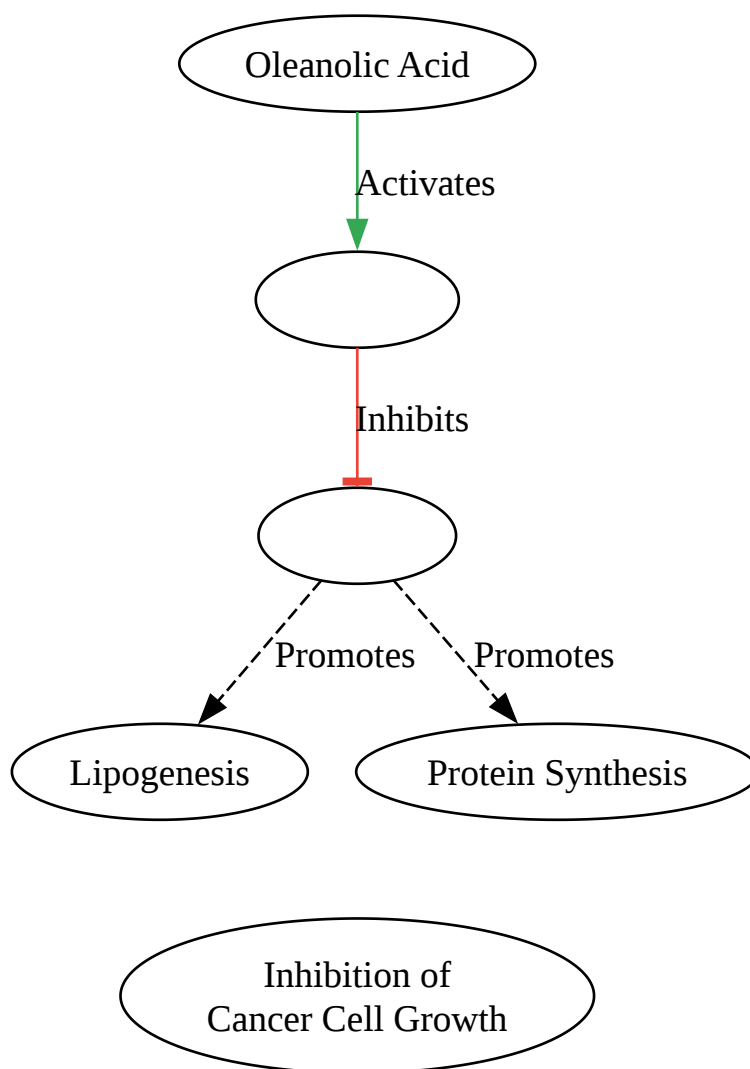 Oleanolic Acid
Activates
Inhibits
Promotes
Promotes
Lipogenesis
Protein Synthesis
Inhibition of
Cancer Cell Growth